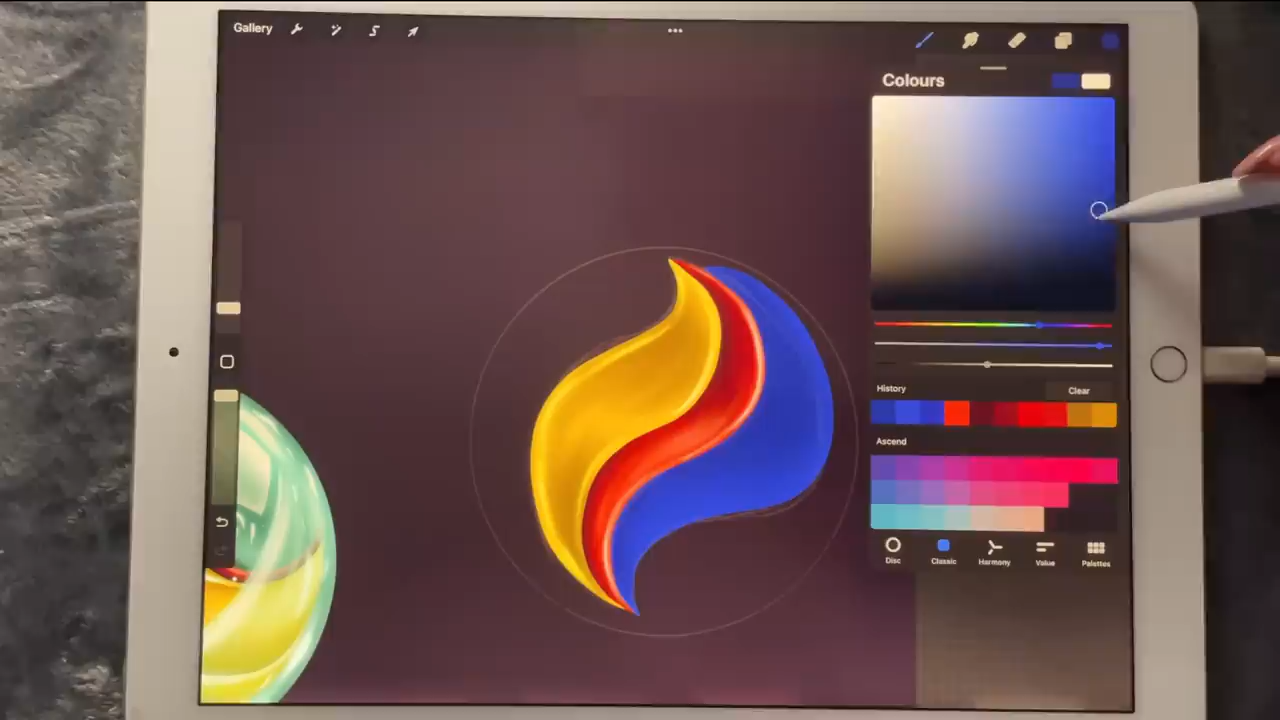 Gallery
Colours
History
Clear
Ascend
Disc
Classic
Harmony
Value
Palettes